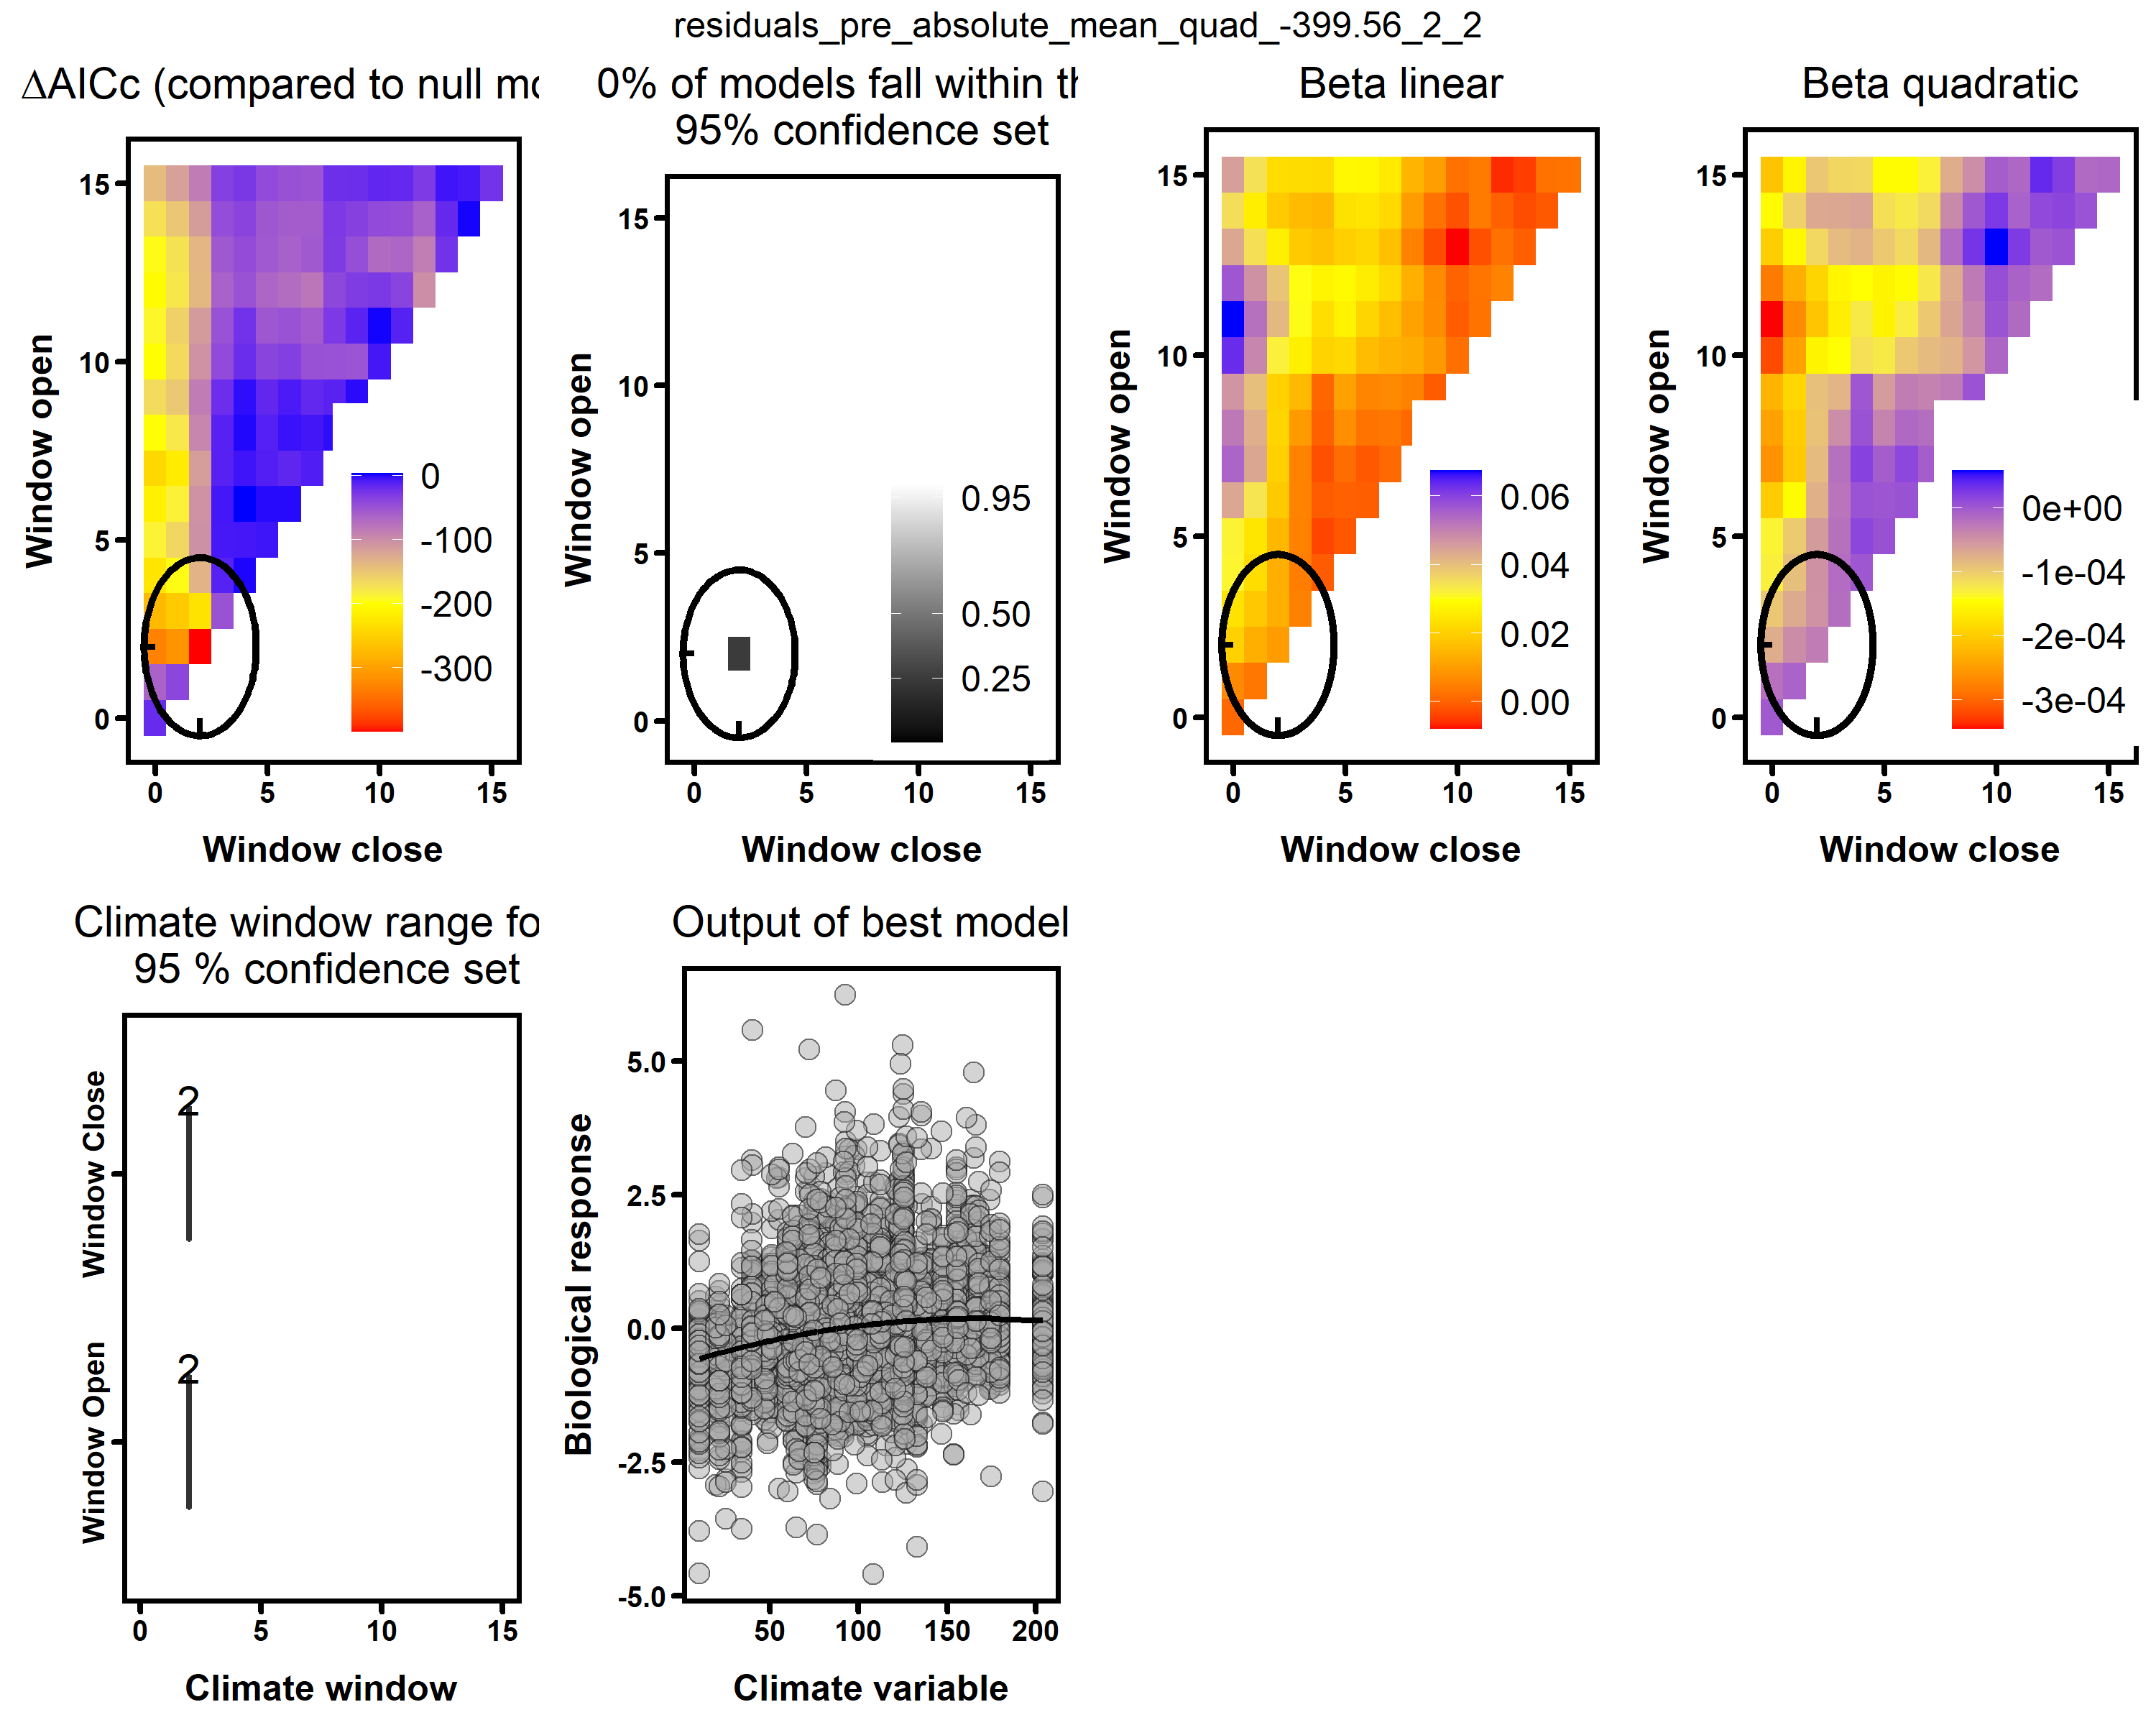 residuals_pre_absolute_mean_quad_-399.56_2_2
ΔAICc (compared to null mo
15
10
5
0
0
-100
-200
-300
0 5 10 15
Window open
Window close
0% of models fall within th
95% confidence set
15
10
5
0
0.95
0.50
0.25
0 5 10 15
Window open
Window close
Beta linear
15
10
5
0
0.06
0.04
0.02
0.00
0 5 10 15
Window open
Window close
Beta quadratic
15
10
5
0
0e+00
-1e-04
-2e-04
-3e-04
0 5 10 15
Window open
Window close
Climate window range fo
95 % confidence set
Window Close
Window Open
2
2
0 5 10 15
Climate window
Output of best model
5.0
2.5
0.0
-2.5
-5.0
50 100 150 200
Biological response
Climate variable